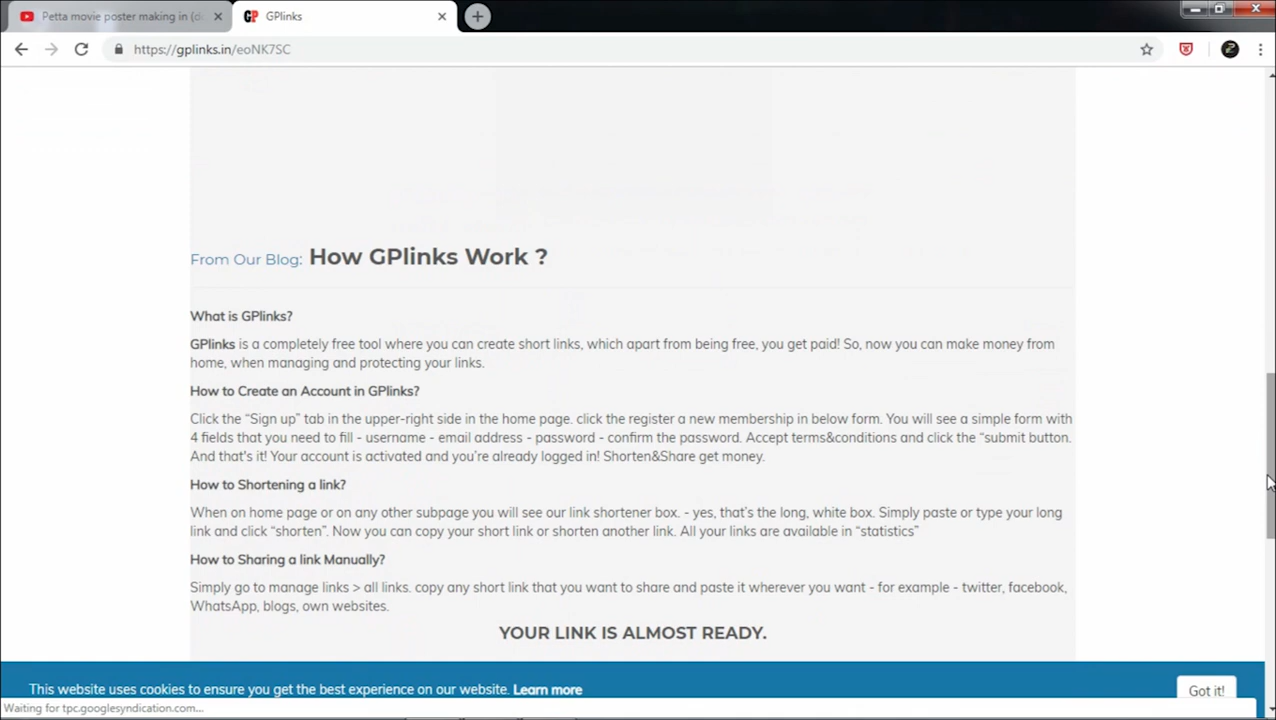 Petta movie poster making in (de
GP GPlinks
https://gplinks.in/eoNK7SC
From Our Blog: How GPlinks Work ?
What is GPlinks?
GPlinks is a completely free tool where you can create short links, which apart from being free, you get paid! So, now you can make money from
home, when managing and protecting your links.
How to Create an Account in GPlinks?
Click the “Sign up” tab in the upper-right side in the home page. click the register a new membership in below form. You will see a simple form with
4 fields that you need to fill - username - email address - password - confirm the password. Accept terms&conditions and click the “submit button.
And that's it! Your account is activated and you’re already logged in! Shorten&Share get money.
How to Shortening a link?
When on home page or on any other subpage you will see our link shortener box. - yes, that’s the long, white box. Simply paste or type your long
link and click “shorten”. Now you can copy your short link or shorten another link. All your links are available in “statistics”
How to Sharing a link Manually?
Simply go to manage links > all links. copy any short link that you want to share and paste it wherever you want - for example - twitter, facebook,
WhatsApp, blogs, own websites.
YOUR LINK IS ALMOST READY.
This website uses cookies to ensure you get the best experience on our website. Learn more
Got it!
Waiting for tpc.googlesyndication.com...